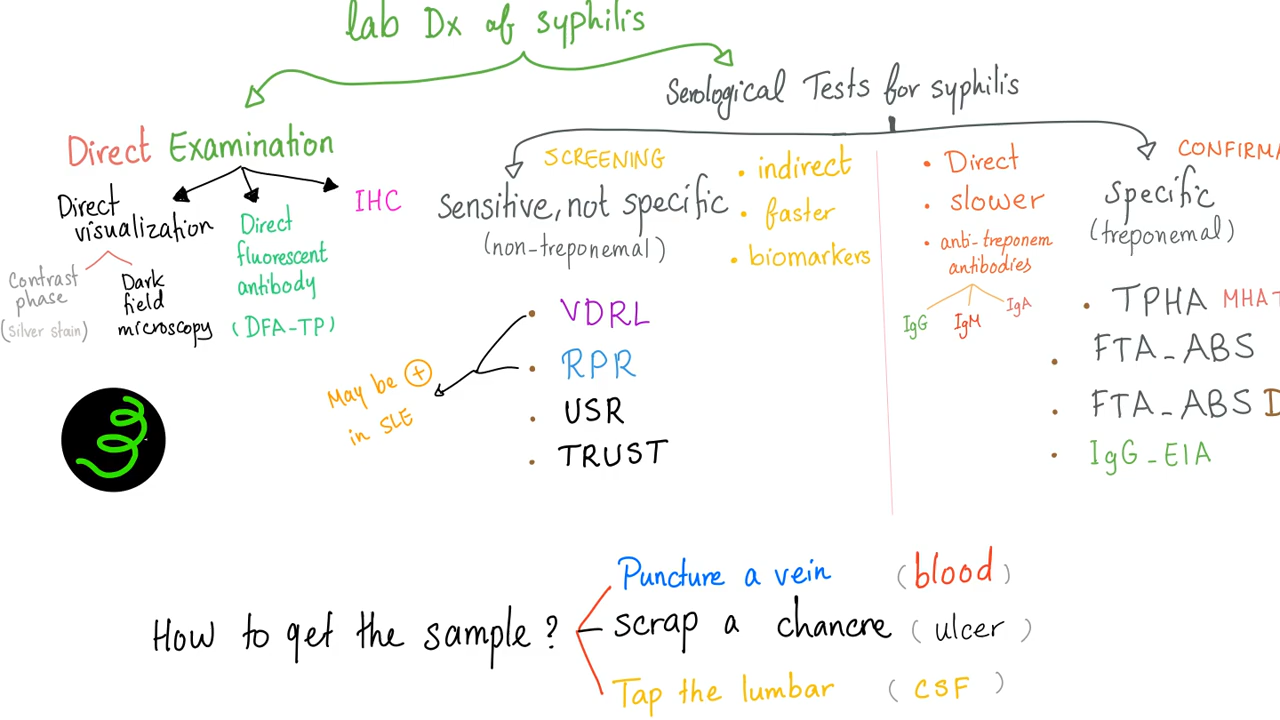 lab Dx of syphilis
Serological Tests for syphilis
Direct Examination
Direct
visualization
Contrast
phase
(silver stain)
Dark
field
microscopy
Direct
fluorescent
antibody
(DFA-TP)
IHC
SCREENING
Sensitive, not specific
(non-treponemal)
• indirect
• faster
• biomarkers
• VDRL
• RPR
• USR
• TRUST
May be +
in SLE
• Direct
• slower
• anti-treponem
antibodies
IgG IgM IgA
CONFIRMA
Specific
(treponemal)
• TPHA MHAT
• FTA-ABS
• FTA-ABS D
• IgG-EIA
How to get the sample?
Puncture a vein (blood)
scrap a chancre (ulcer)
Tap the lumbar (CSF)